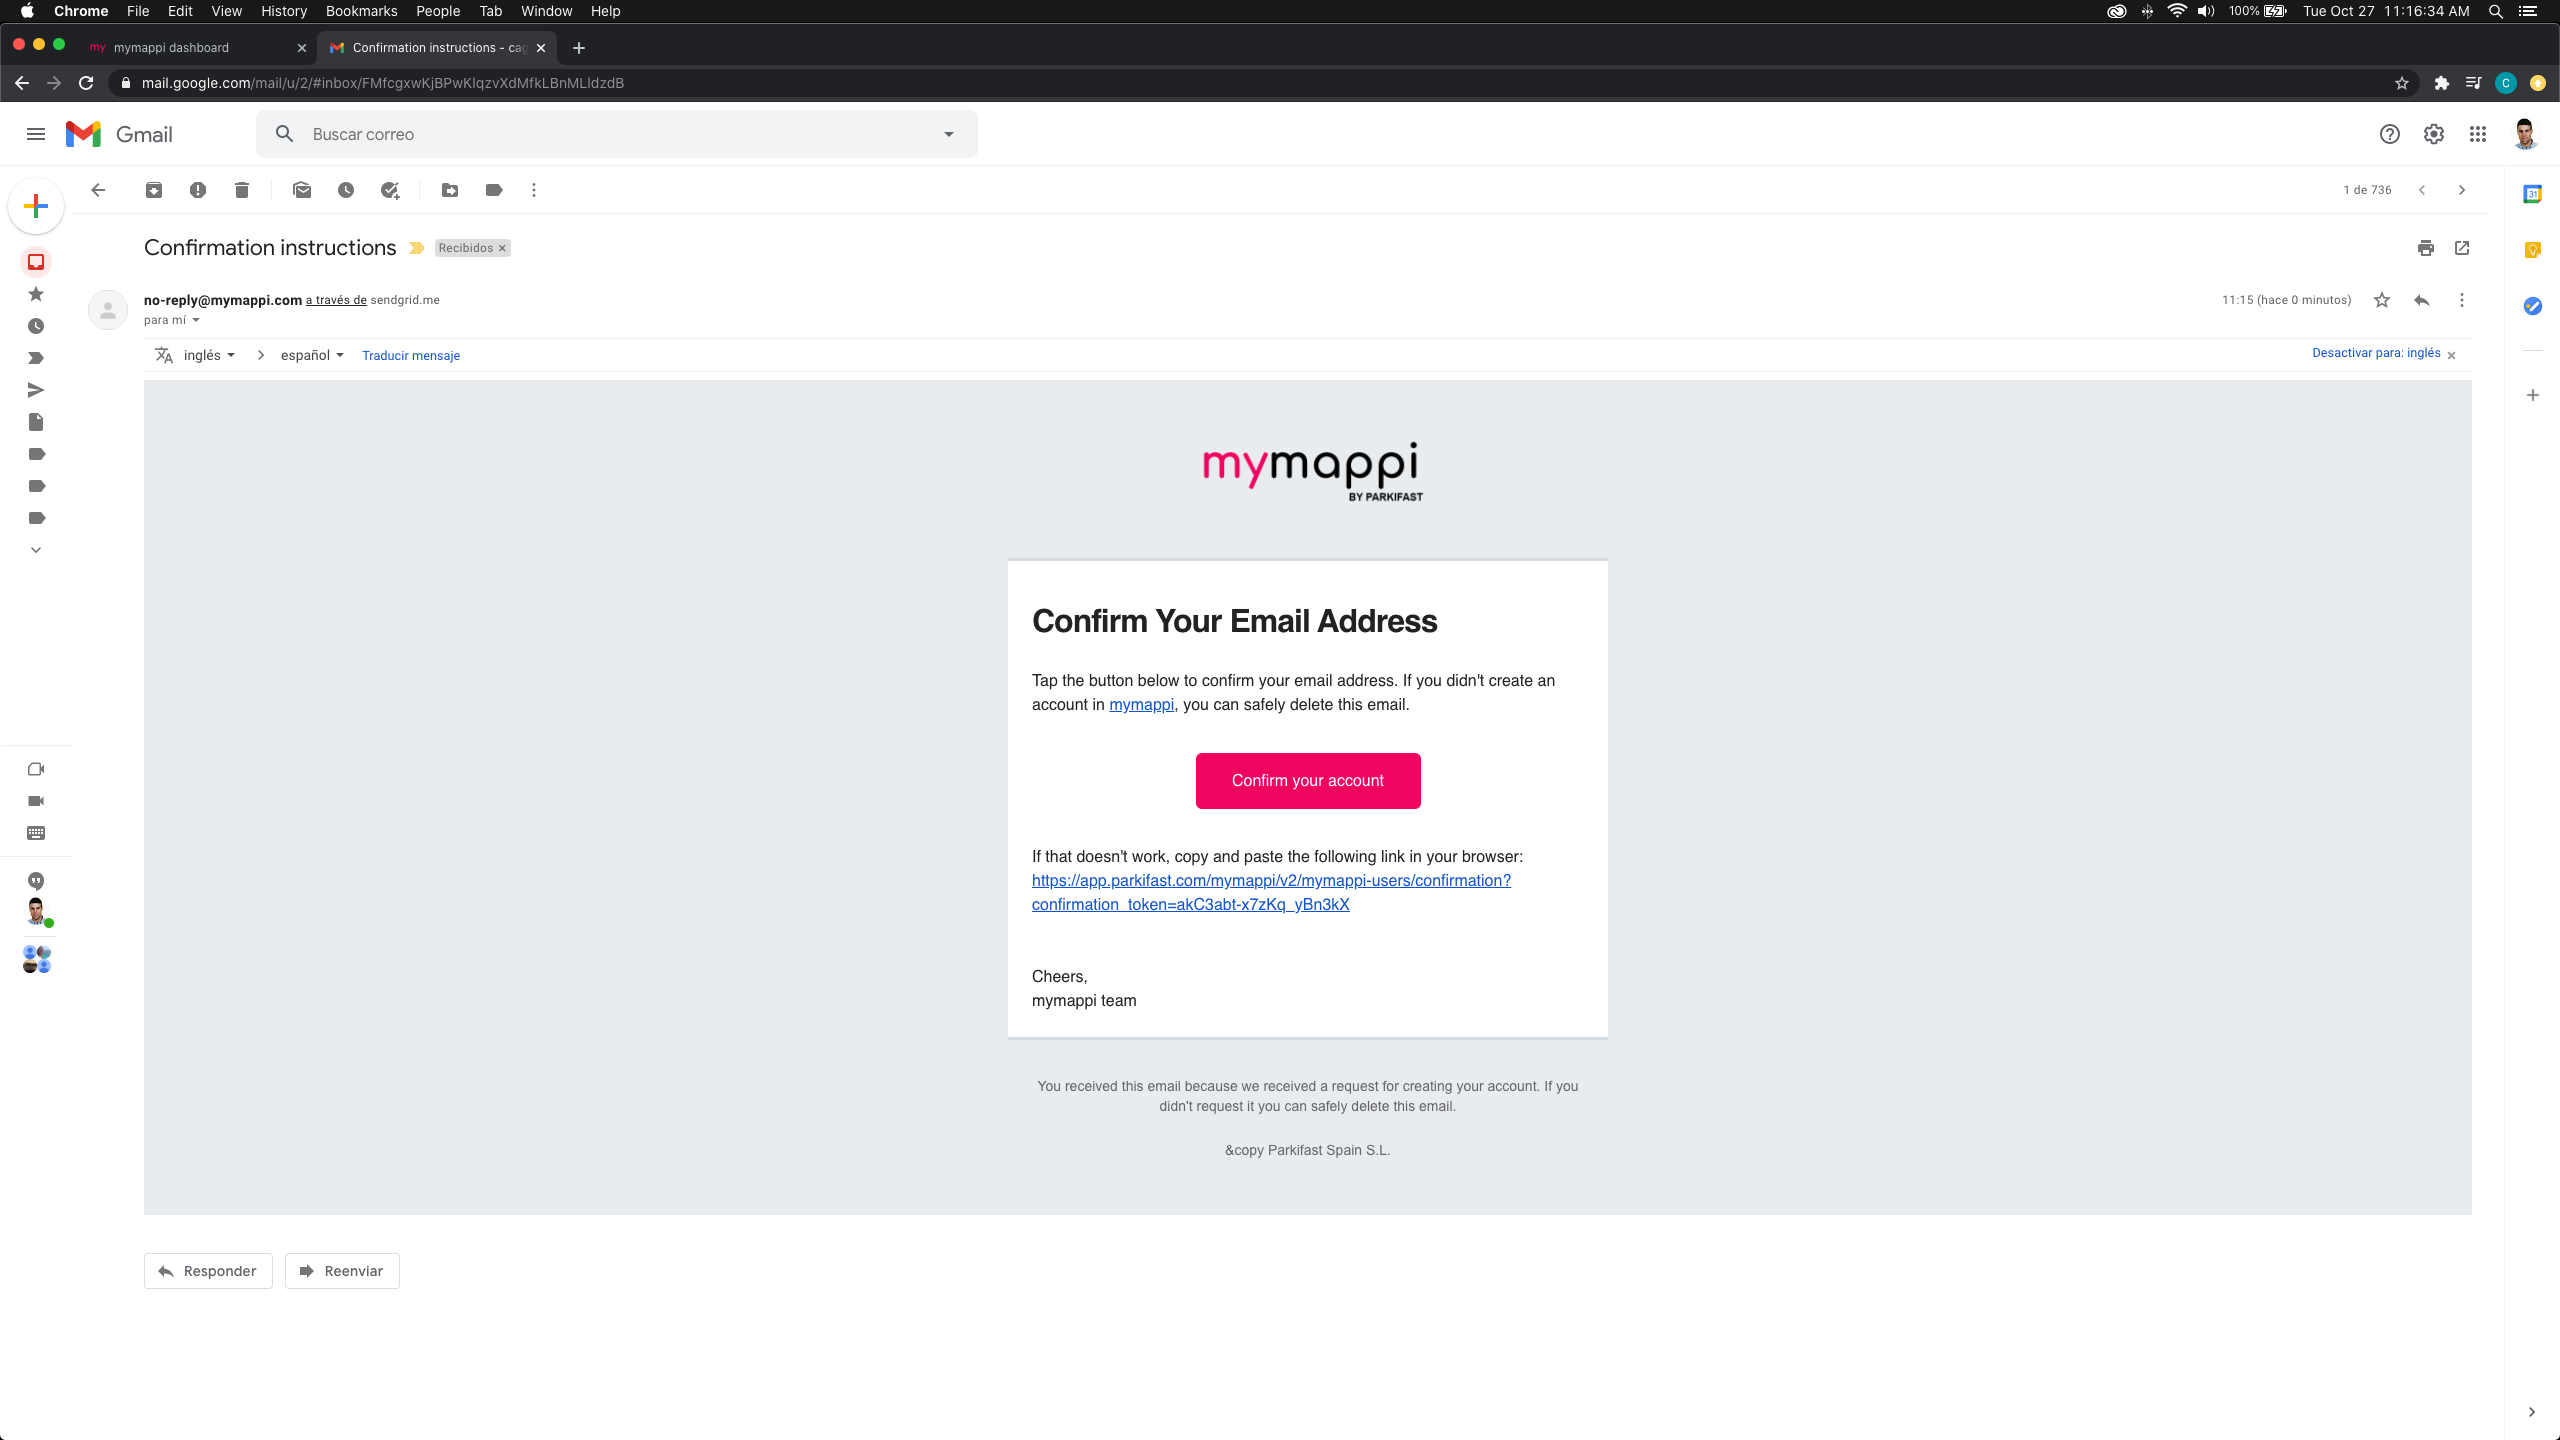 Chrome File Edit View History Bookmarks People Tab Window Help
100% Tue Oct 27 11:16:34 AM
my mymappi dashboard
Confirmation instructions - cag
mail.google.com/mail/u/2/#inbox/FMfcgxwKjBPwKlqzvXdMfkLBnMLldzdB
C
Gmail
Buscar correo
1 de 736
31
Confirmation instructions
Recibidos
no-reply@mymappi.com a través de sendgrid.me
11:15 (hace 0 minutos)
para mí
inglés
español
Traducir mensaje
Desactivar para: inglés
mymappi
BY PARKIFAST
Confirm Your Email Address
Tap the button below to confirm your email address. If you didn't create an
account in mymappi, you can safely delete this email.
Confirm your account
If that doesn't work, copy and paste the following link in your browser:
https://app.parkifast.com/mymappi/v2/mymappi-users/confirmation?
confirmation_token=akC3abt-x7zKq_yBn3kX
Cheers,
mymappi team
You received this email because we received a request for creating your account. If you
didn't request it you can safely delete this email.
&copy Parkifast Spain S.L.
Responder
Reenviar